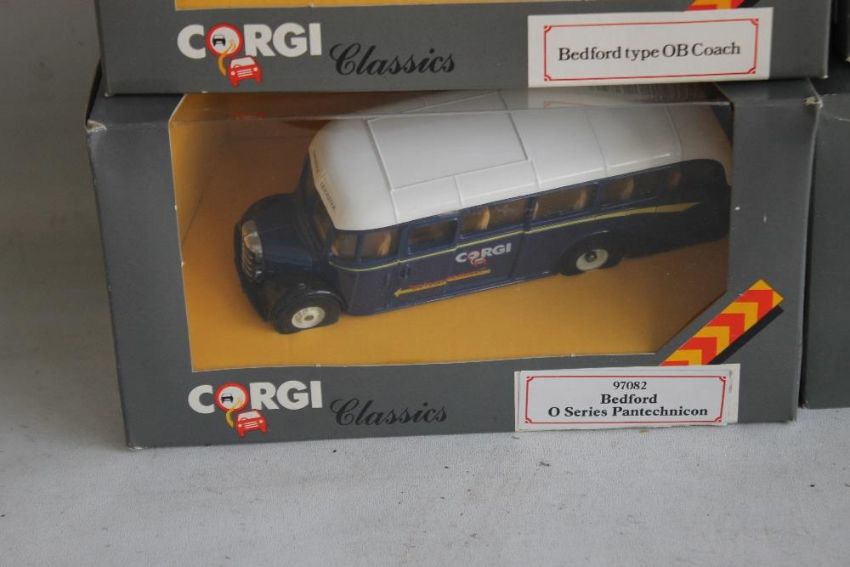 CORGI
Classics
Bedford type OB Coach
CORGI
CORGI
Classics
97082
Bedford
O Series Pantechnicon